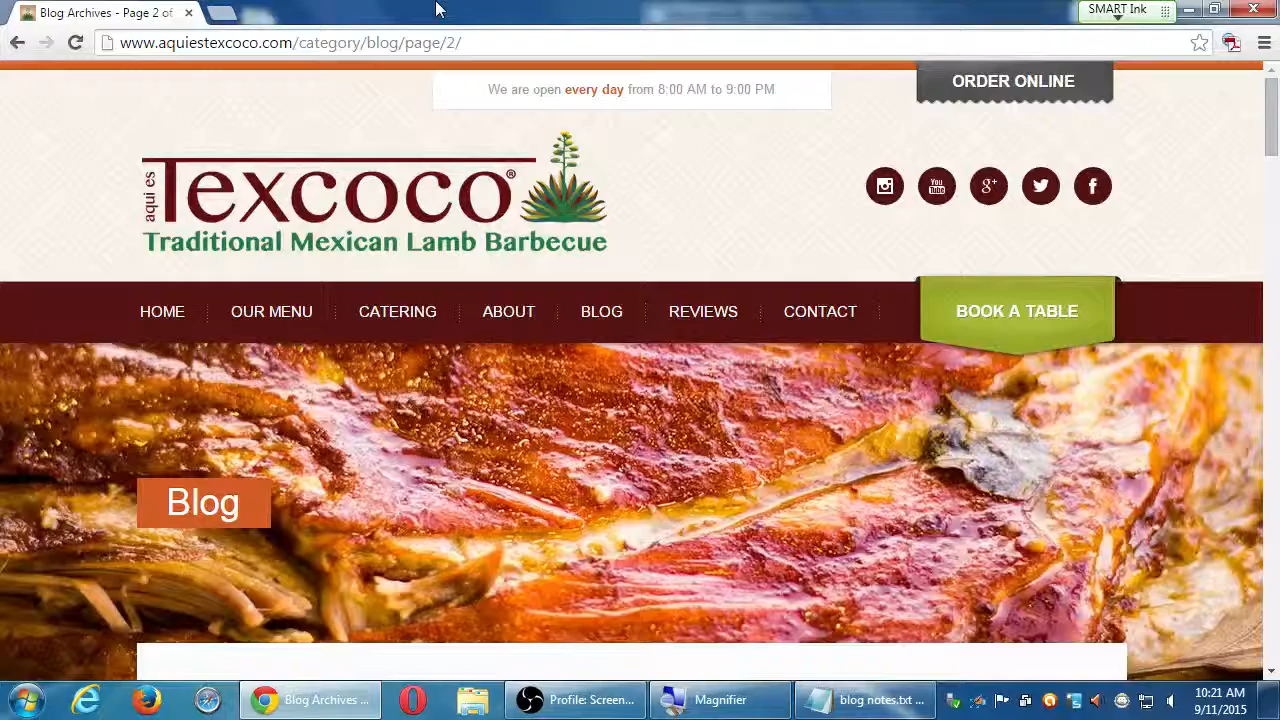 Blog Archives - Page 2 of
SMART Ink
www.aquiestexcoco.com/category/blog/page/2/
We are open every day from 8:00 AM to 9:00 PM
ORDER ONLINE
aqui es Texcoco®
Traditional Mexican Lamb Barbecue
You Tube
g+
f
HOME
OUR MENU
CATERING
ABOUT
BLOG
REVIEWS
CONTACT
BOOK A TABLE
Blog
Blog Archives ...
Profile: Screen...
Magnifier
blog notes.txt ...
10:21 AM
9/11/2015